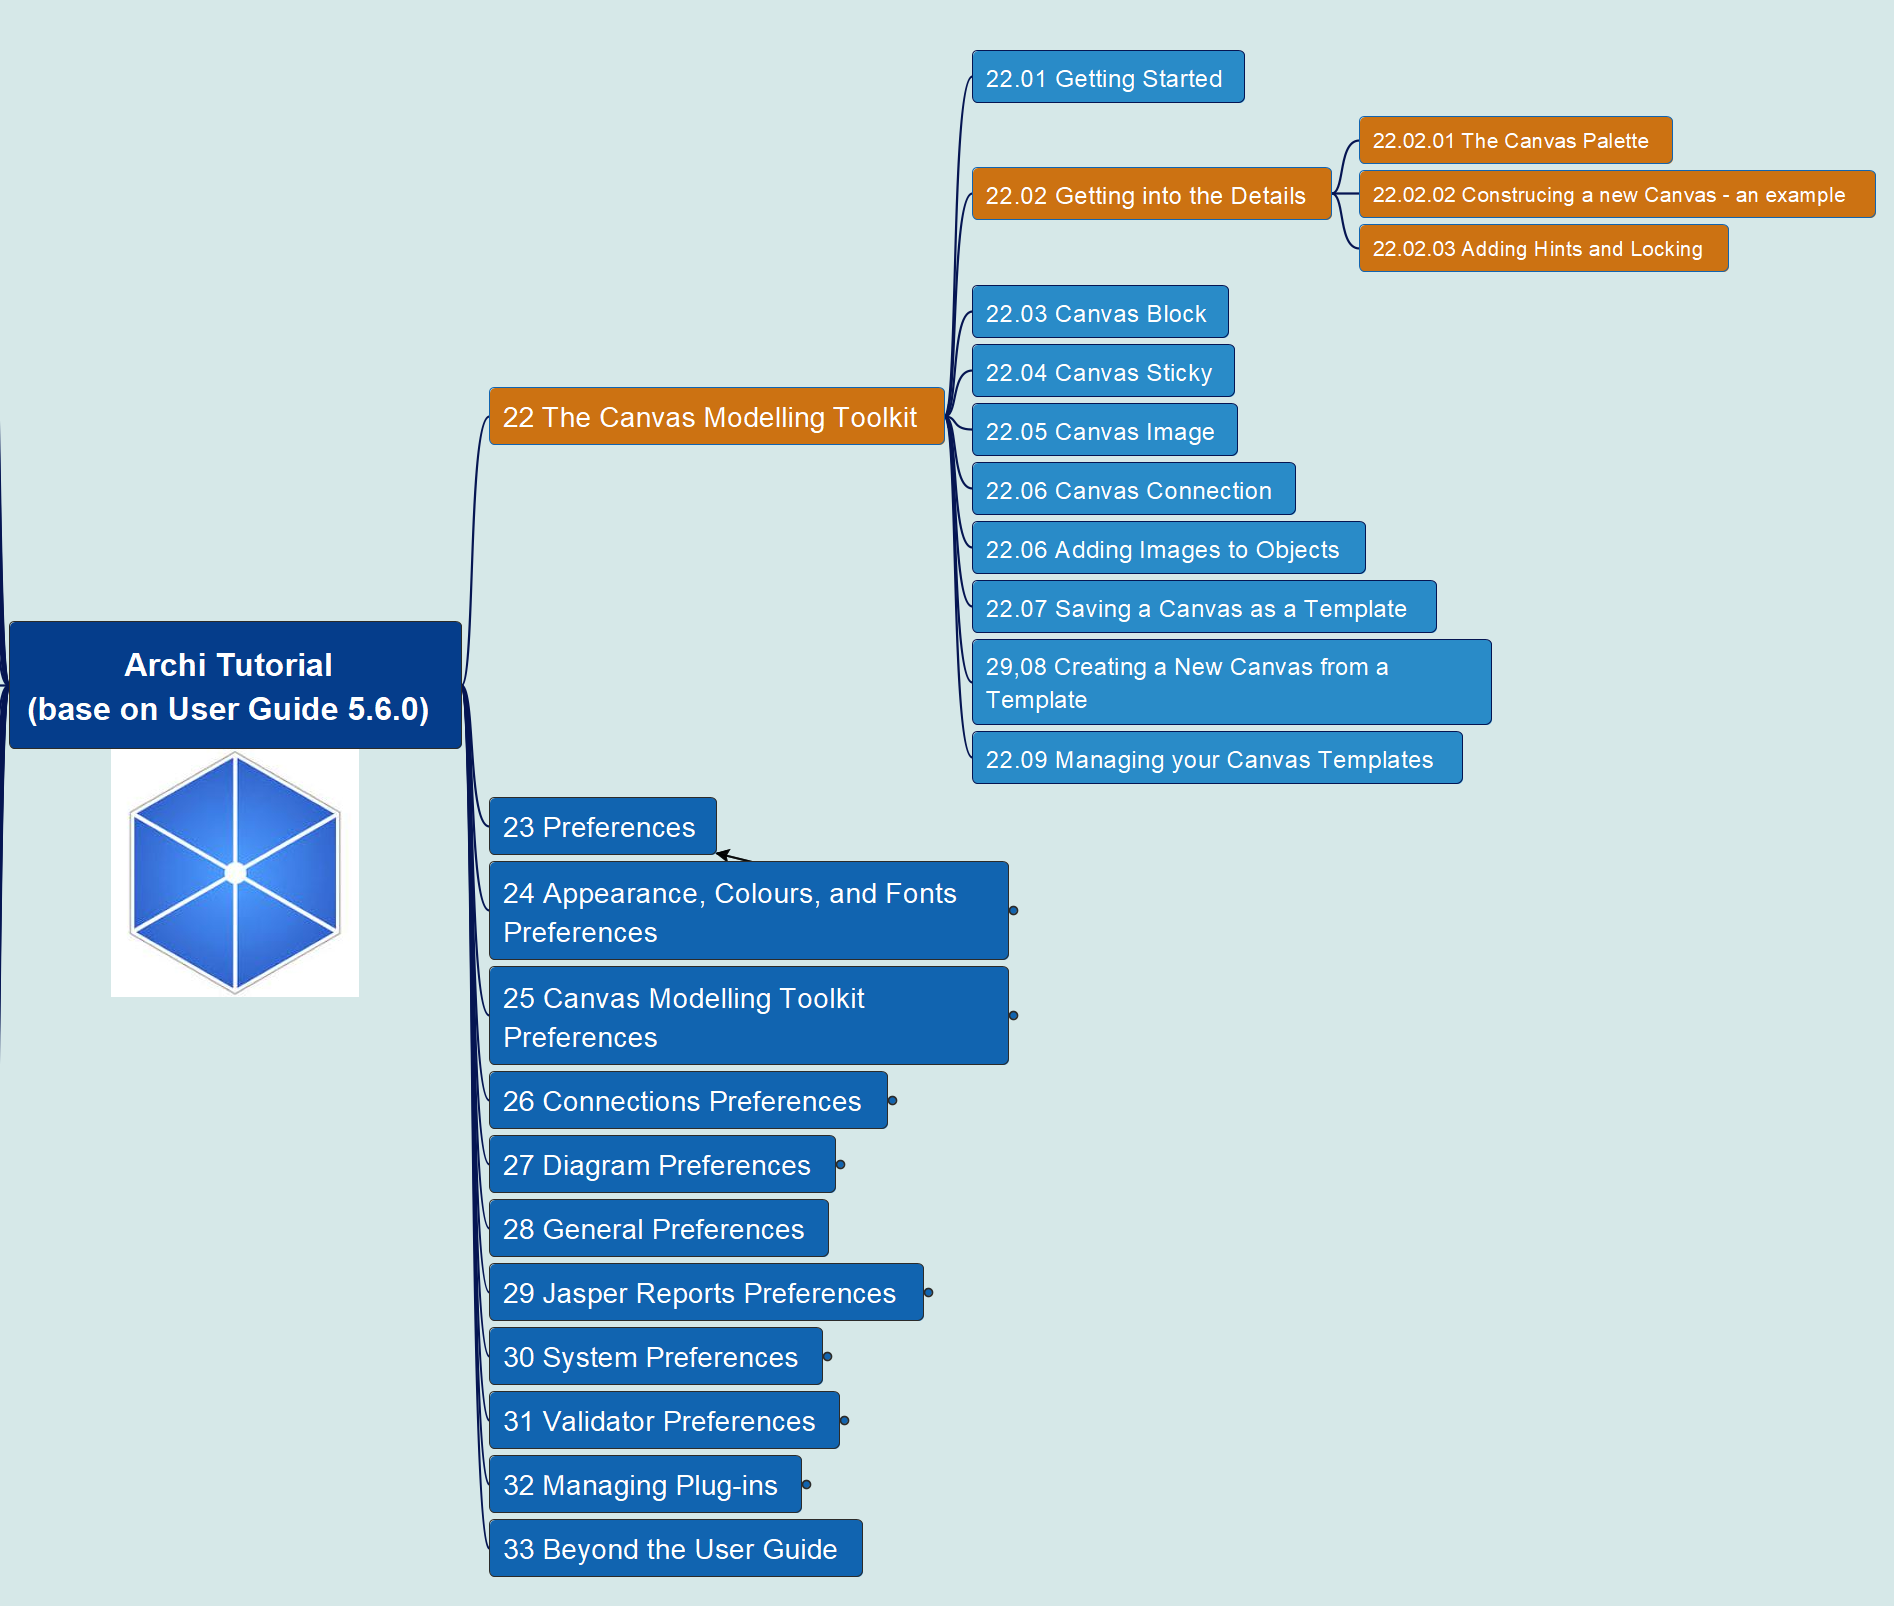 Archi Tutorial
(base on User Guide 5.6.0)
22 The Canvas Modelling Toolkit
22.01 Getting Started
22.02 Getting into the Details
22.02.01 The Canvas Palette
22.02.02 Construcing a new Canvas - an example
22.02.03 Adding Hints and Locking
22.03 Canvas Block
22.04 Canvas Sticky
22.05 Canvas Image
22.06 Canvas Connection
22.06 Adding Images to Objects
22.07 Saving a Canvas as a Template
29,08 Creating a New Canvas from a
Template
22.09 Managing your Canvas Templates
23 Preferences
24 Appearance, Colours, and Fonts
Preferences
25 Canvas Modelling Toolkit
Preferences
26 Connections Preferences
27 Diagram Preferences
28 General Preferences
29 Jasper Reports Preferences
30 System Preferences
31 Validator Preferences
32 Managing Plug-ins
33 Beyond the User Guide